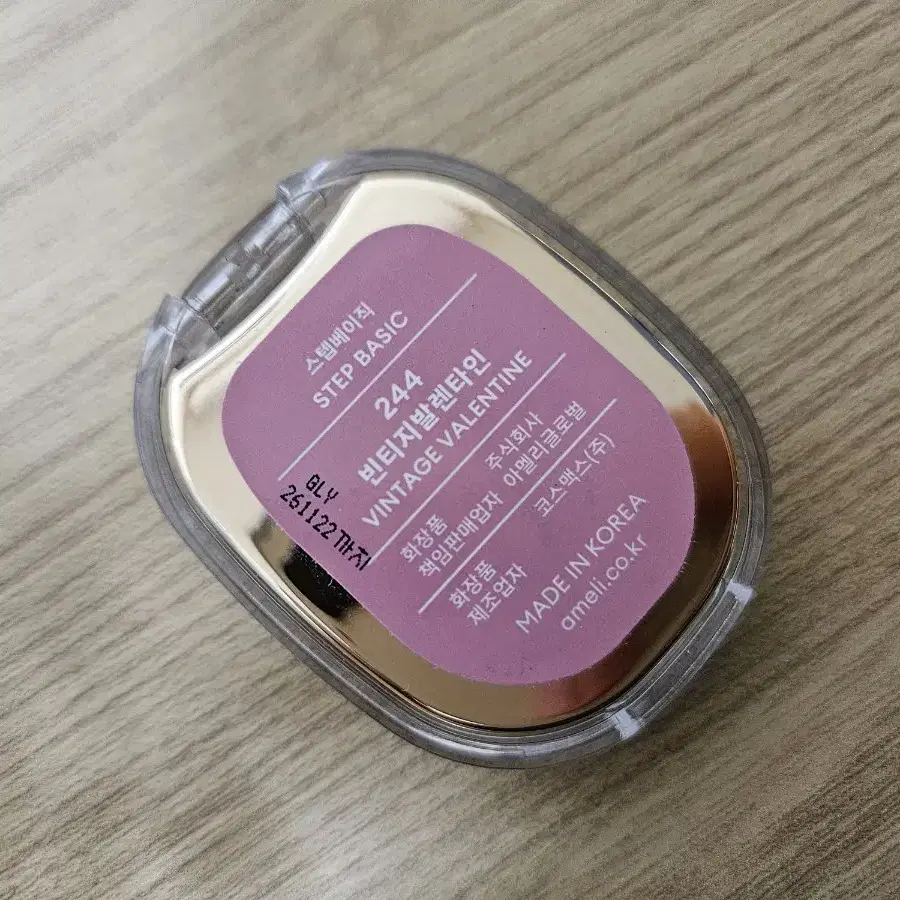 스텝베이직
STEP BASIC
244
빈티지발렌타인
VINTAGE VALENTINE
화장품 주식회사
책임판매업자 아멜리글로벌
화장품 코스맥스(주)
제조업자
MADE IN KOREA
ameli.co.kr
GLY
261122까지